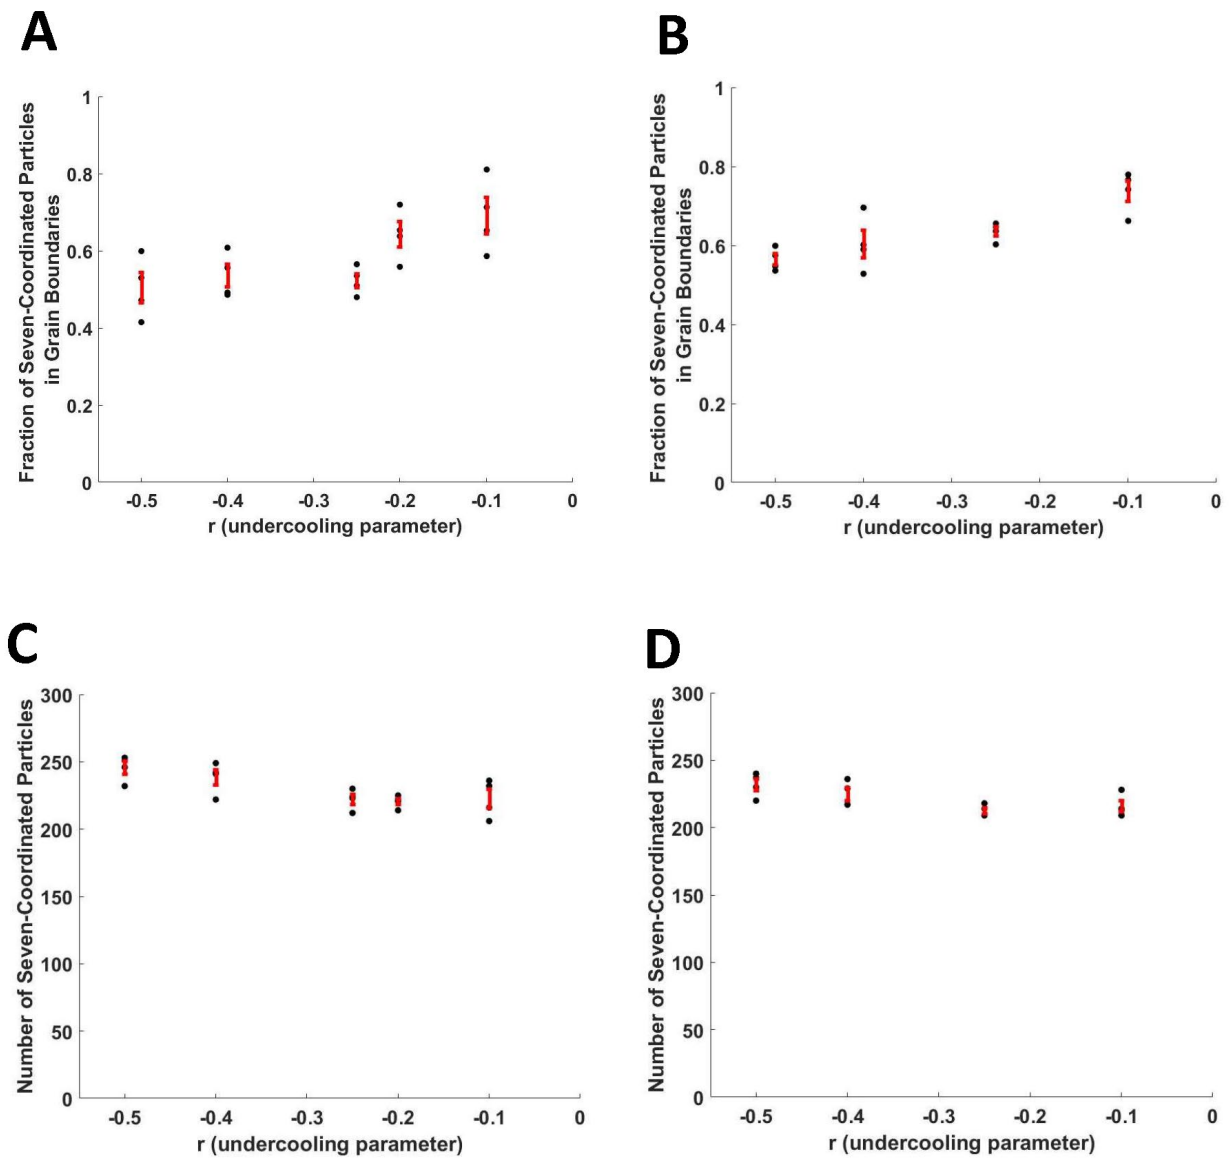 A
Fraction of Seven-Coordinated Particles
in Grain Boundaries
1
0.8
0.6
0.4
0.2
0
-0.5 -0.4 -0.3 -0.2 -0.1 0
r (undercooling parameter)
B
Fraction of Seven-Coordinated Particles
in Grain Boundaries
1
0.8
0.6
0.4
0.2
0
-0.5 -0.4 -0.3 -0.2 -0.1 0
r (undercooling parameter)
C
Number of Seven-Coordinated Particles
300
250
200
150
100
50
0
-0.5 -0.4 -0.3 -0.2 -0.1 0
r (undercooling parameter)
D
Number of Seven-Coordinated Particles
300
250
200
150
100
50
0
-0.5 -0.4 -0.3 -0.2 -0.1 0
r (undercooling parameter)